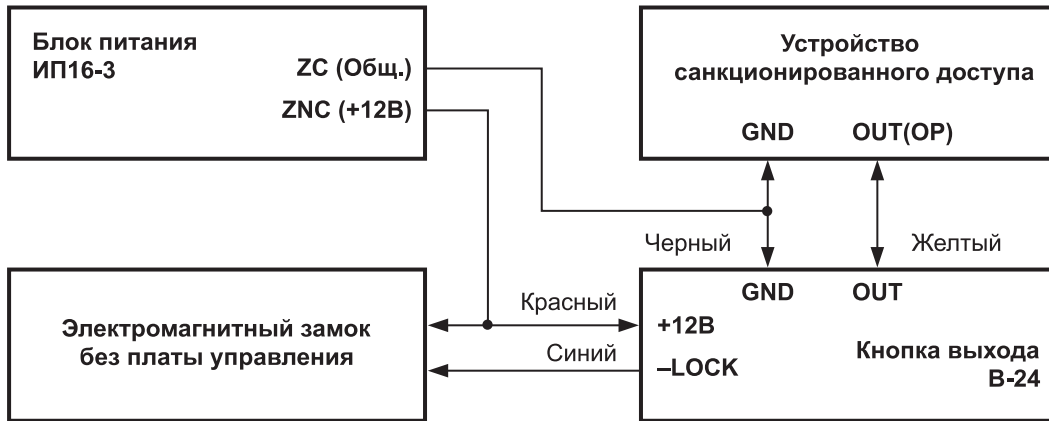 Блок питания
ИП16-3
ZC (Общ.)
ZNC (+12В)
Устройство
санкционированного доступа
GND OUT(OP)
Черный Желтый
Электромагнитный замок
без платы управления
Красный
Синий
GND OUT
+12В
–LOCK
Кнопка выхода
B-24